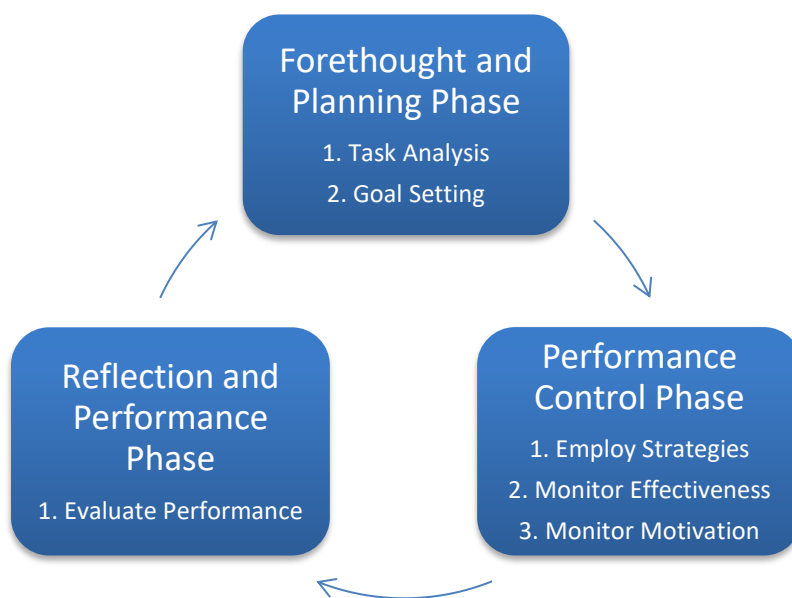 Forethought and
Planning Phase
1. Task Analysis
2. Goal Setting
Performance
Control Phase
1. Employ Strategies
2. Monitor Effectiveness
3. Monitor Motivation
Reflection and
Performance
Phase
1. Evaluate Performance